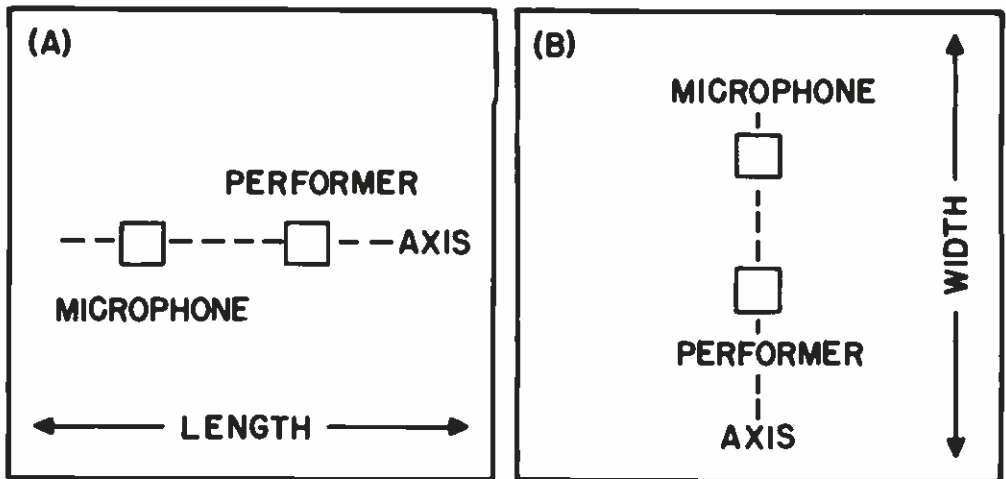 (A)
PERFORMER
AXIS
MICROPHONE
LENGTH
(B)
MICROPHONE
WIDTH
PERFORMER
AXIS